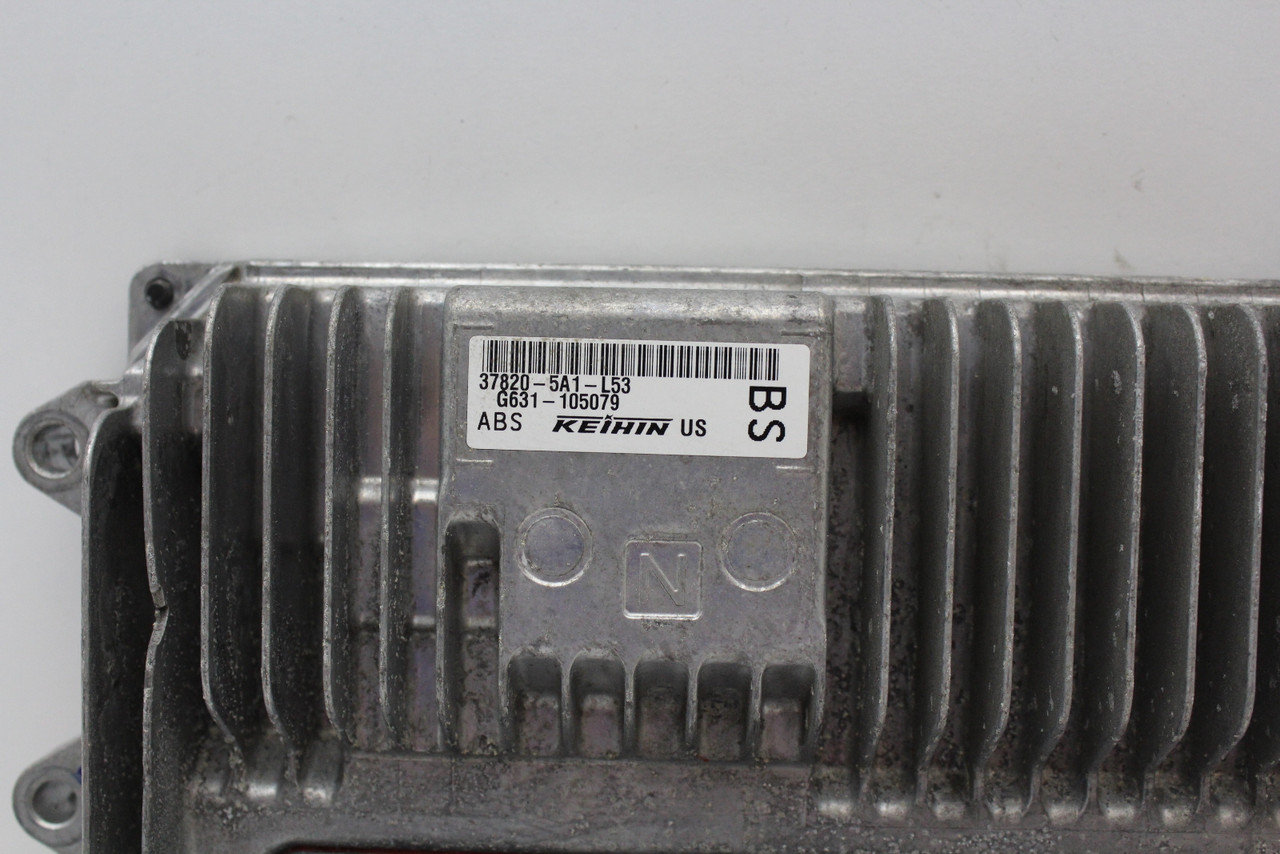 37820-5A1-L53
G631-105079
ABS KEIHIN US
BS
N